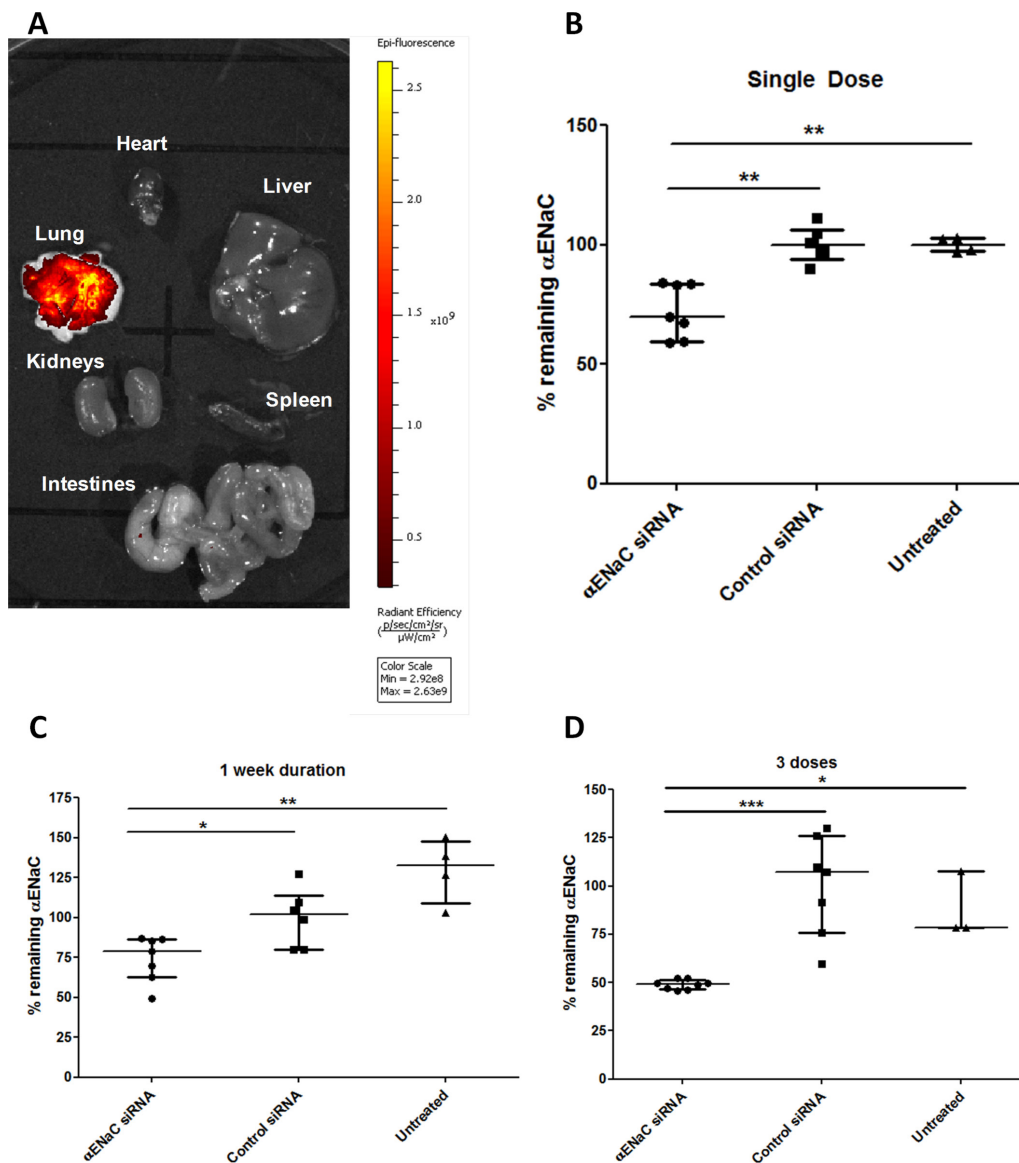 A
Epi-fluorescence
2.5
Heart
Liver
2.0
Lung
1.5
x10⁹
Kidneys
Spleen
1.0
Intestines
0.5
Radiant Efficiency
(p/sec/cm²/sr
μW/cm²)
Color Scale
Min = 2.92e8
Max = 2.63e9
B
Single Dose
150
**
**
100
50
0
% remaining αENaC
αENaC siRNA
Control siRNA
Untreated
C
1 week duration
175
**
150
*
125
100
75
50
25
0
% remaining αENaC
αENaC siRNA
Control siRNA
Untreated
D
3 doses
150
*
***
125
100
75
50
25
0
% remaining αENaC
αENaC siRNA
Control siRNA
Untreated